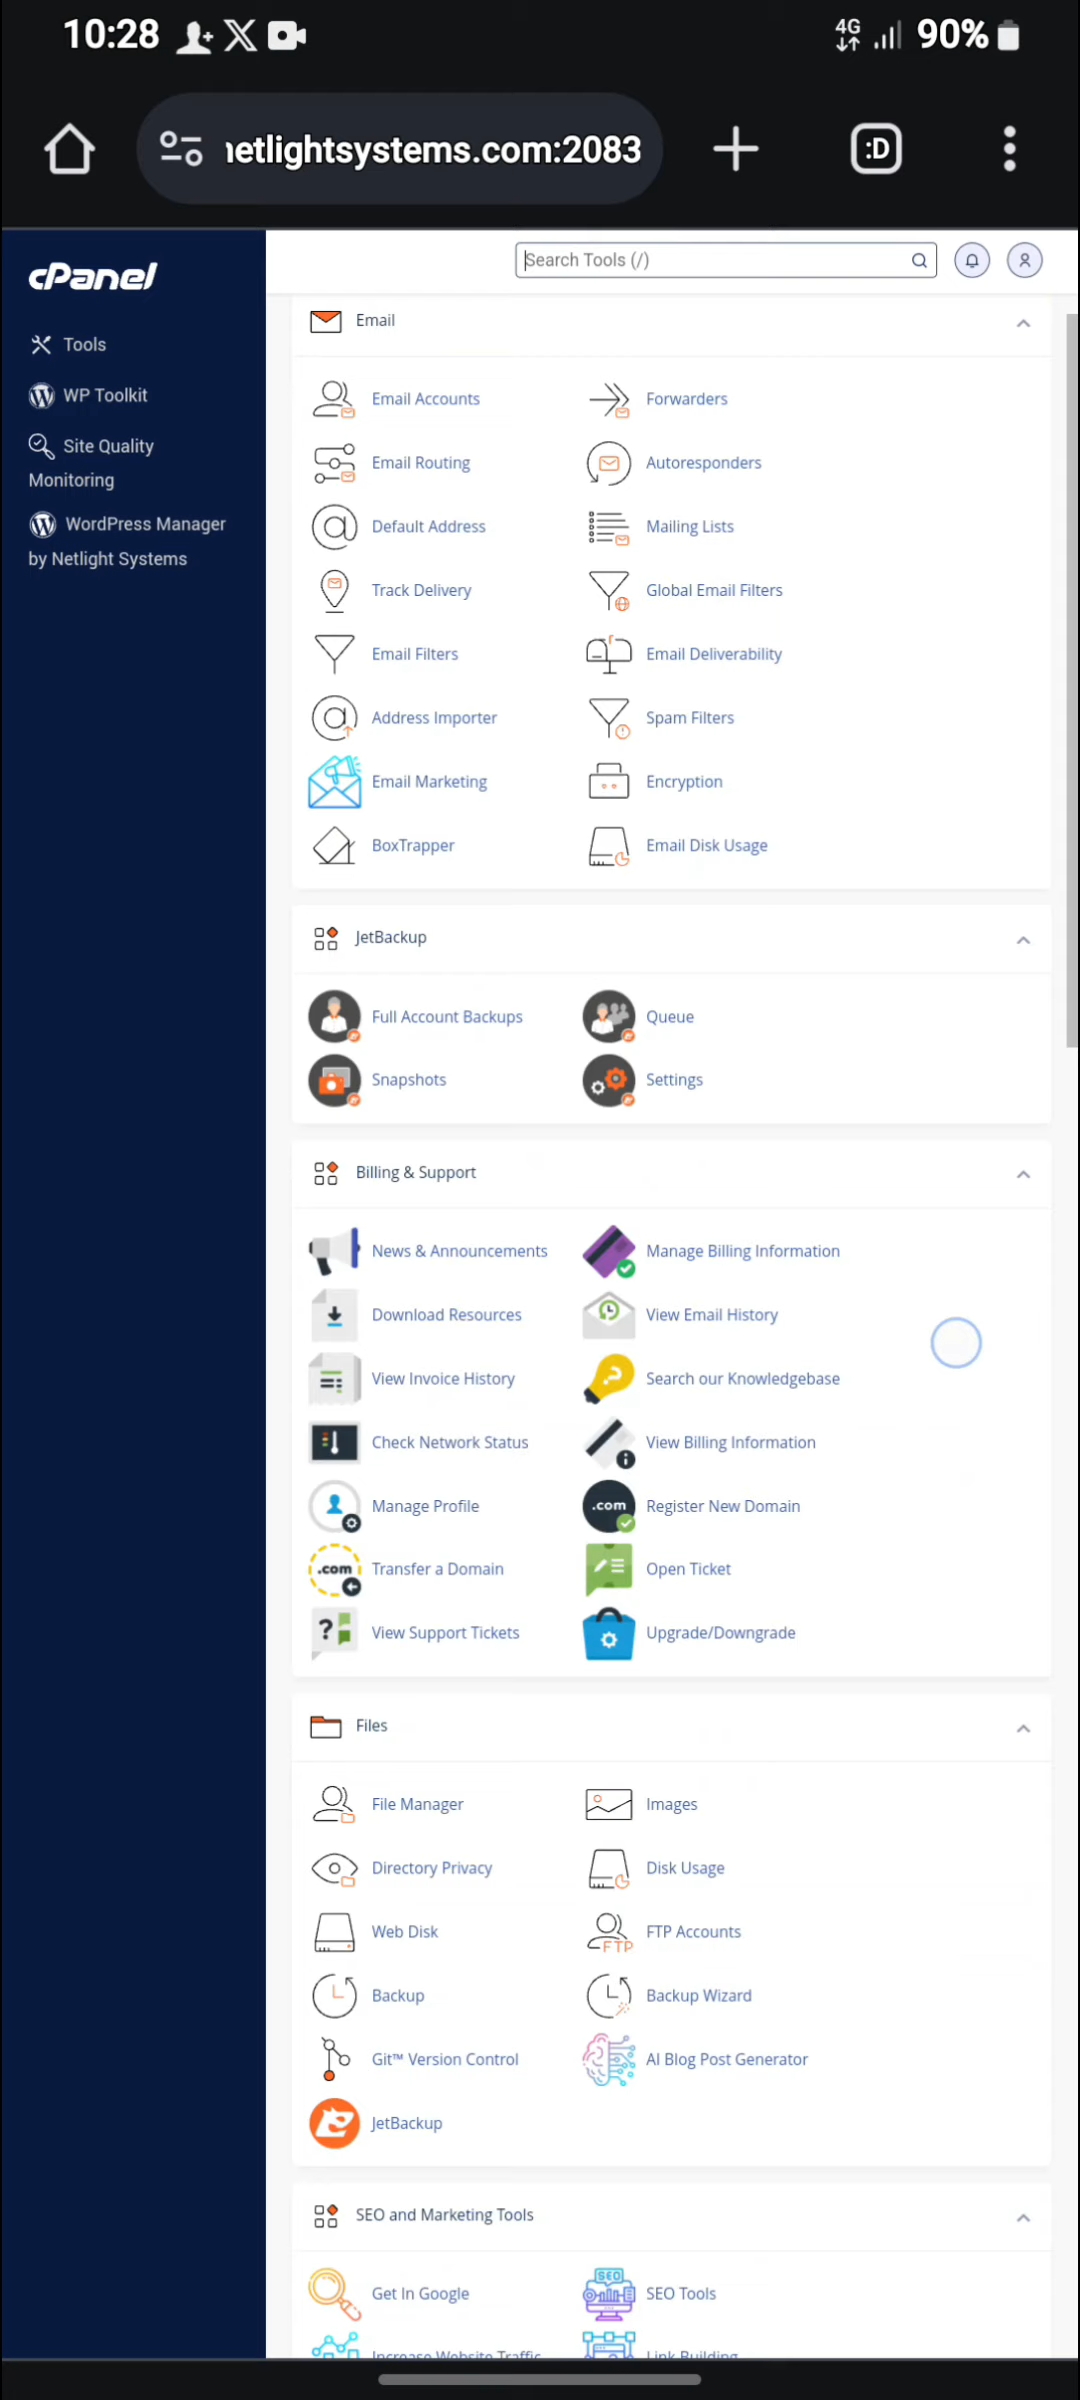 10:28
4G
90%
netlightsystems.com:2083
:D
cPanel
Search Tools (/)
Tools
WP Toolkit
Site Quality
Monitoring
WordPress Manager
by Netlight Systems
Email
Email Accounts
Forwarders
Email Routing
Autoresponders
Default Address
Mailing Lists
Track Delivery
Global Email Filters
Email Filters
Email Deliverability
Address Importer
Spam Filters
Email Marketing
Encryption
BoxTrapper
Email Disk Usage
JetBackup
Full Account Backups
Queue
Snapshots
Settings
Billing & Support
News & Announcements
Manage Billing Information
Download Resources
View Email History
View Invoice History
Search our Knowledgebase
Check Network Status
View Billing Information
Manage Profile
.com
Register New Domain
.com
Transfer a Domain
Open Ticket
View Support Tickets
Upgrade/Downgrade
Files
File Manager
Images
Directory Privacy
Disk Usage
Web Disk
FTP
FTP Accounts
Backup
Backup Wizard
Git™ Version Control
AI Blog Post Generator
JetBackup
SEO and Marketing Tools
Get In Google
SEO
SEO Tools
Increase Website Traffic
Link Building